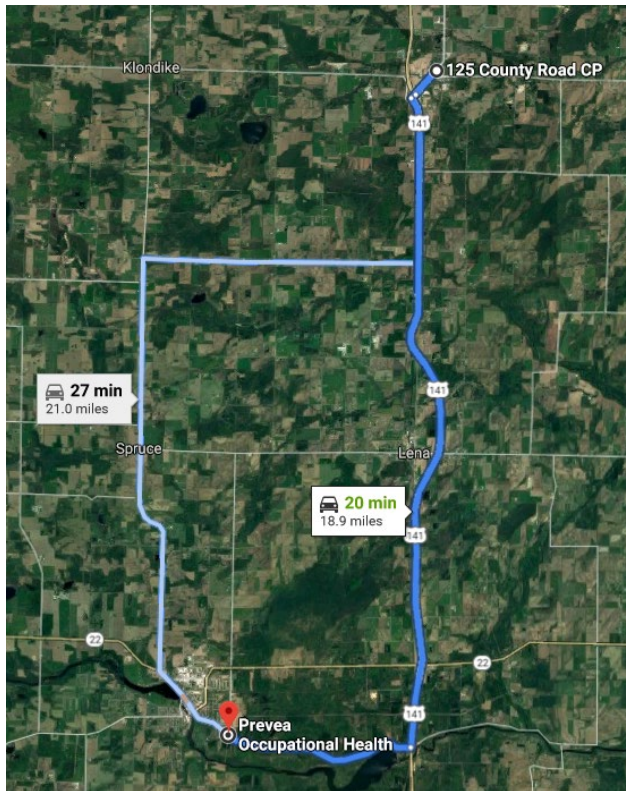 Klondike
125 County Road CP
141
27 min
21.0 miles
141
Spruce
Lena
20 min
18.9 miles
141
22
22
141
Prevea
Occupational Health